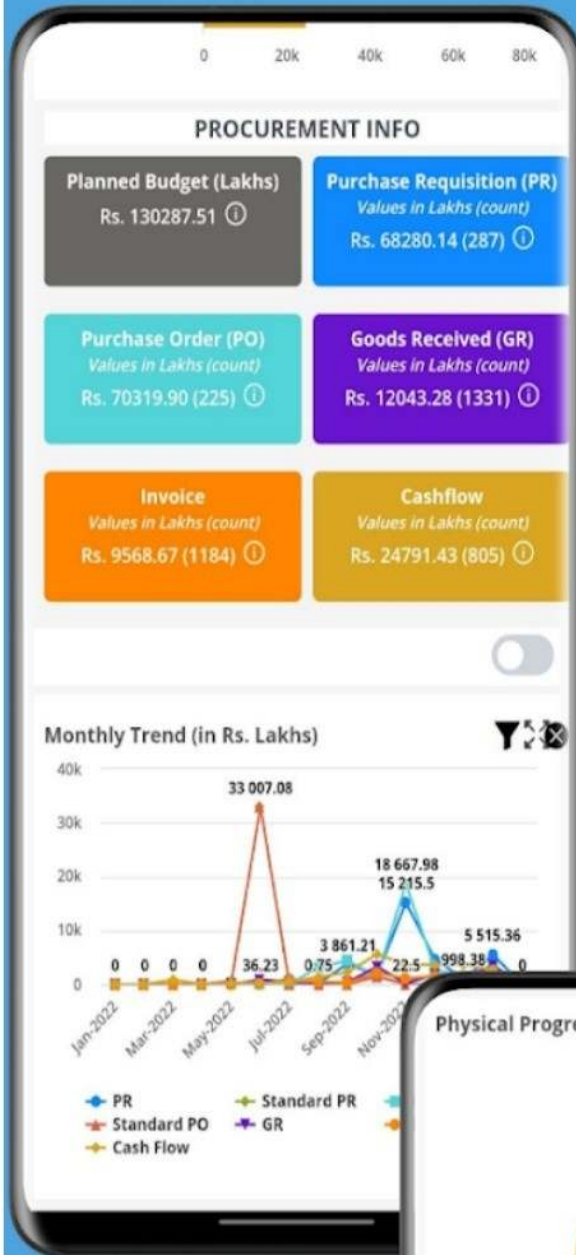 0 20k 40k 60k 80k
PROCUREMENT INFO
Planned Budget (Lakhs)
Rs. 130287.51
Purchase Requisition (PR)
Values in Lakhs (count)
Rs. 68280.14 (287)
Purchase Order (PO)
Values in Lakhs (count)
Rs. 70319.90 (225)
Goods Received (GR)
Values in Lakhs (count)
Rs. 12043.28 (1331)
Invoice
Values in Lakhs (count)
Rs. 9568.67 (1184)
Cashflow
Values in Lakhs (count)
Rs. 24791.43 (805)
Monthly Trend (in Rs. Lakhs)
40k
33 007.08
30k
18 667.98
20k
15 215.5
10k
3 861.21
5 515.36
0 0 0 0 36.23 0.75 22.5 998.38 0
0
Jan-2022 Mar-2022 May-2022 Jul-2022 Sep-2022 Nov-202
PR Standard PR
Standard PO GR
Cash Flow
Physical Progre